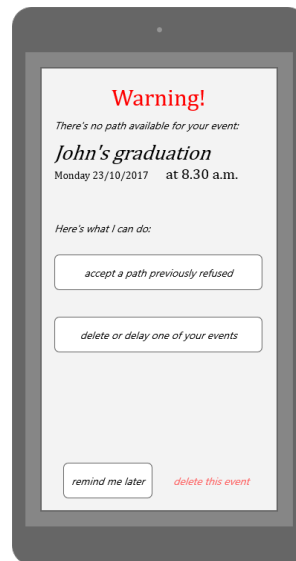 Warning!
There's no path available for your event:
John's graduation
Monday 23/10/2017 at 8.30 a.m.
Here's what I can do:
accept a path previously refused
delete or delay one of your events
remind me later delete this event